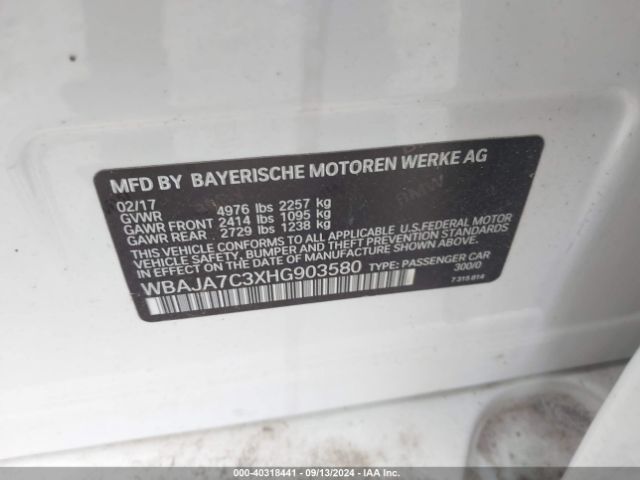 MFD BY BAYERISCHE MOTOREN WERKE AG
02/17
GVWR 4976 lbs 2257 kg
GAWR FRONT 2414 lbs 1095 kg
GAWR REAR 2729 lbs 1238 kg
THIS VEHICLE CONFORMS TO ALL APPLICABLE U.S.FEDERAL MOTOR
VEHICLE SAFETY, BUMPER AND THEFT PREVENTION STANDARDS
IN EFFECT ON THE DATE OF MANUFACTURE SHOWN ABOVE.
WBAJA7C3XHG903580 TYPE: PASSENGER CAR
300/0
7 315 814
BMW
000-40318441 - 09/13/2024 - IAA Inc.